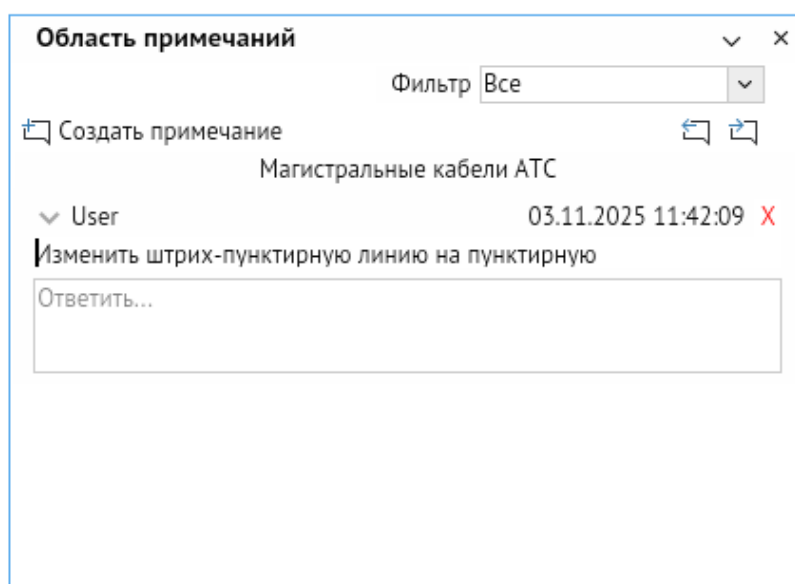 Область примечаний
Фильтр Все
Создать примечание
Магистральные кабели АТС
User 03.11.2025 11:42:09 X
Изменить штрих-пунктирную линию на пунктирную
Ответить...